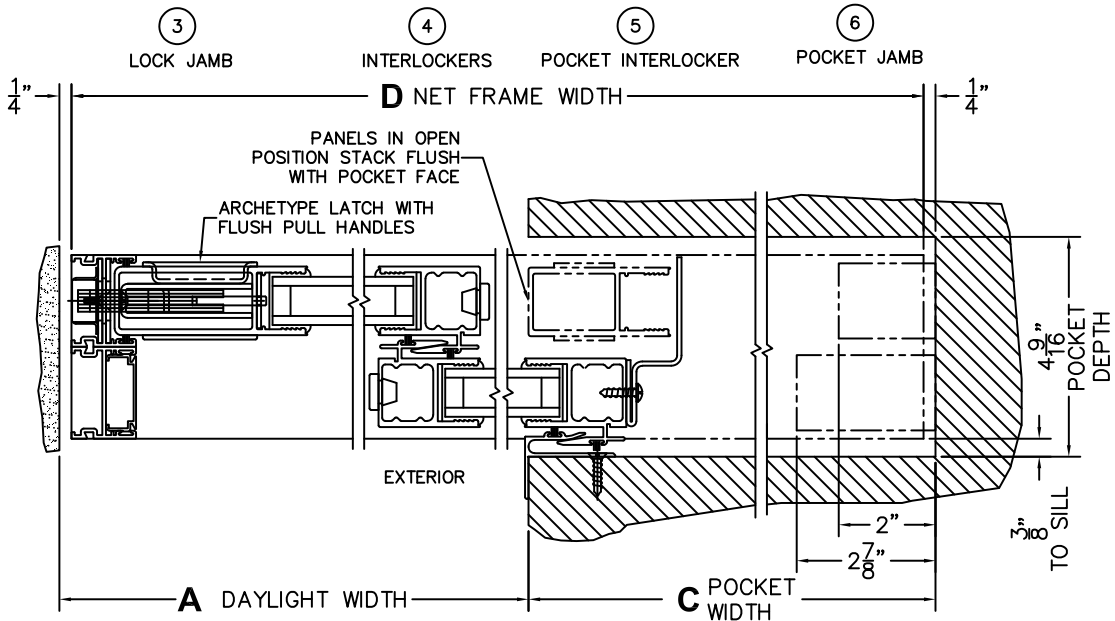 3
4
5
6
LOCK JAMB
INTERLOCKERS
POCKET INTERLOCKER
POCKET JAMB
1/4"
D NET FRAME WIDTH
1/4"
PANELS IN OPEN
POSITION STACK FLUSH
WITH POCKET FACE
ARCHETYPE LATCH WITH
FLUSH PULL HANDLES
4 9/16"
POCKET
DEPTH
EXTERIOR
3/8"
TO SILL
2"
2 7/8"
A DAYLIGHT WIDTH
C POCKET
WIDTH